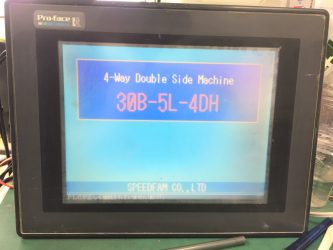 Pro-face
4-Way Double Side Machine
30B-5L-4DH
SPEEDFAM CO.,LTD